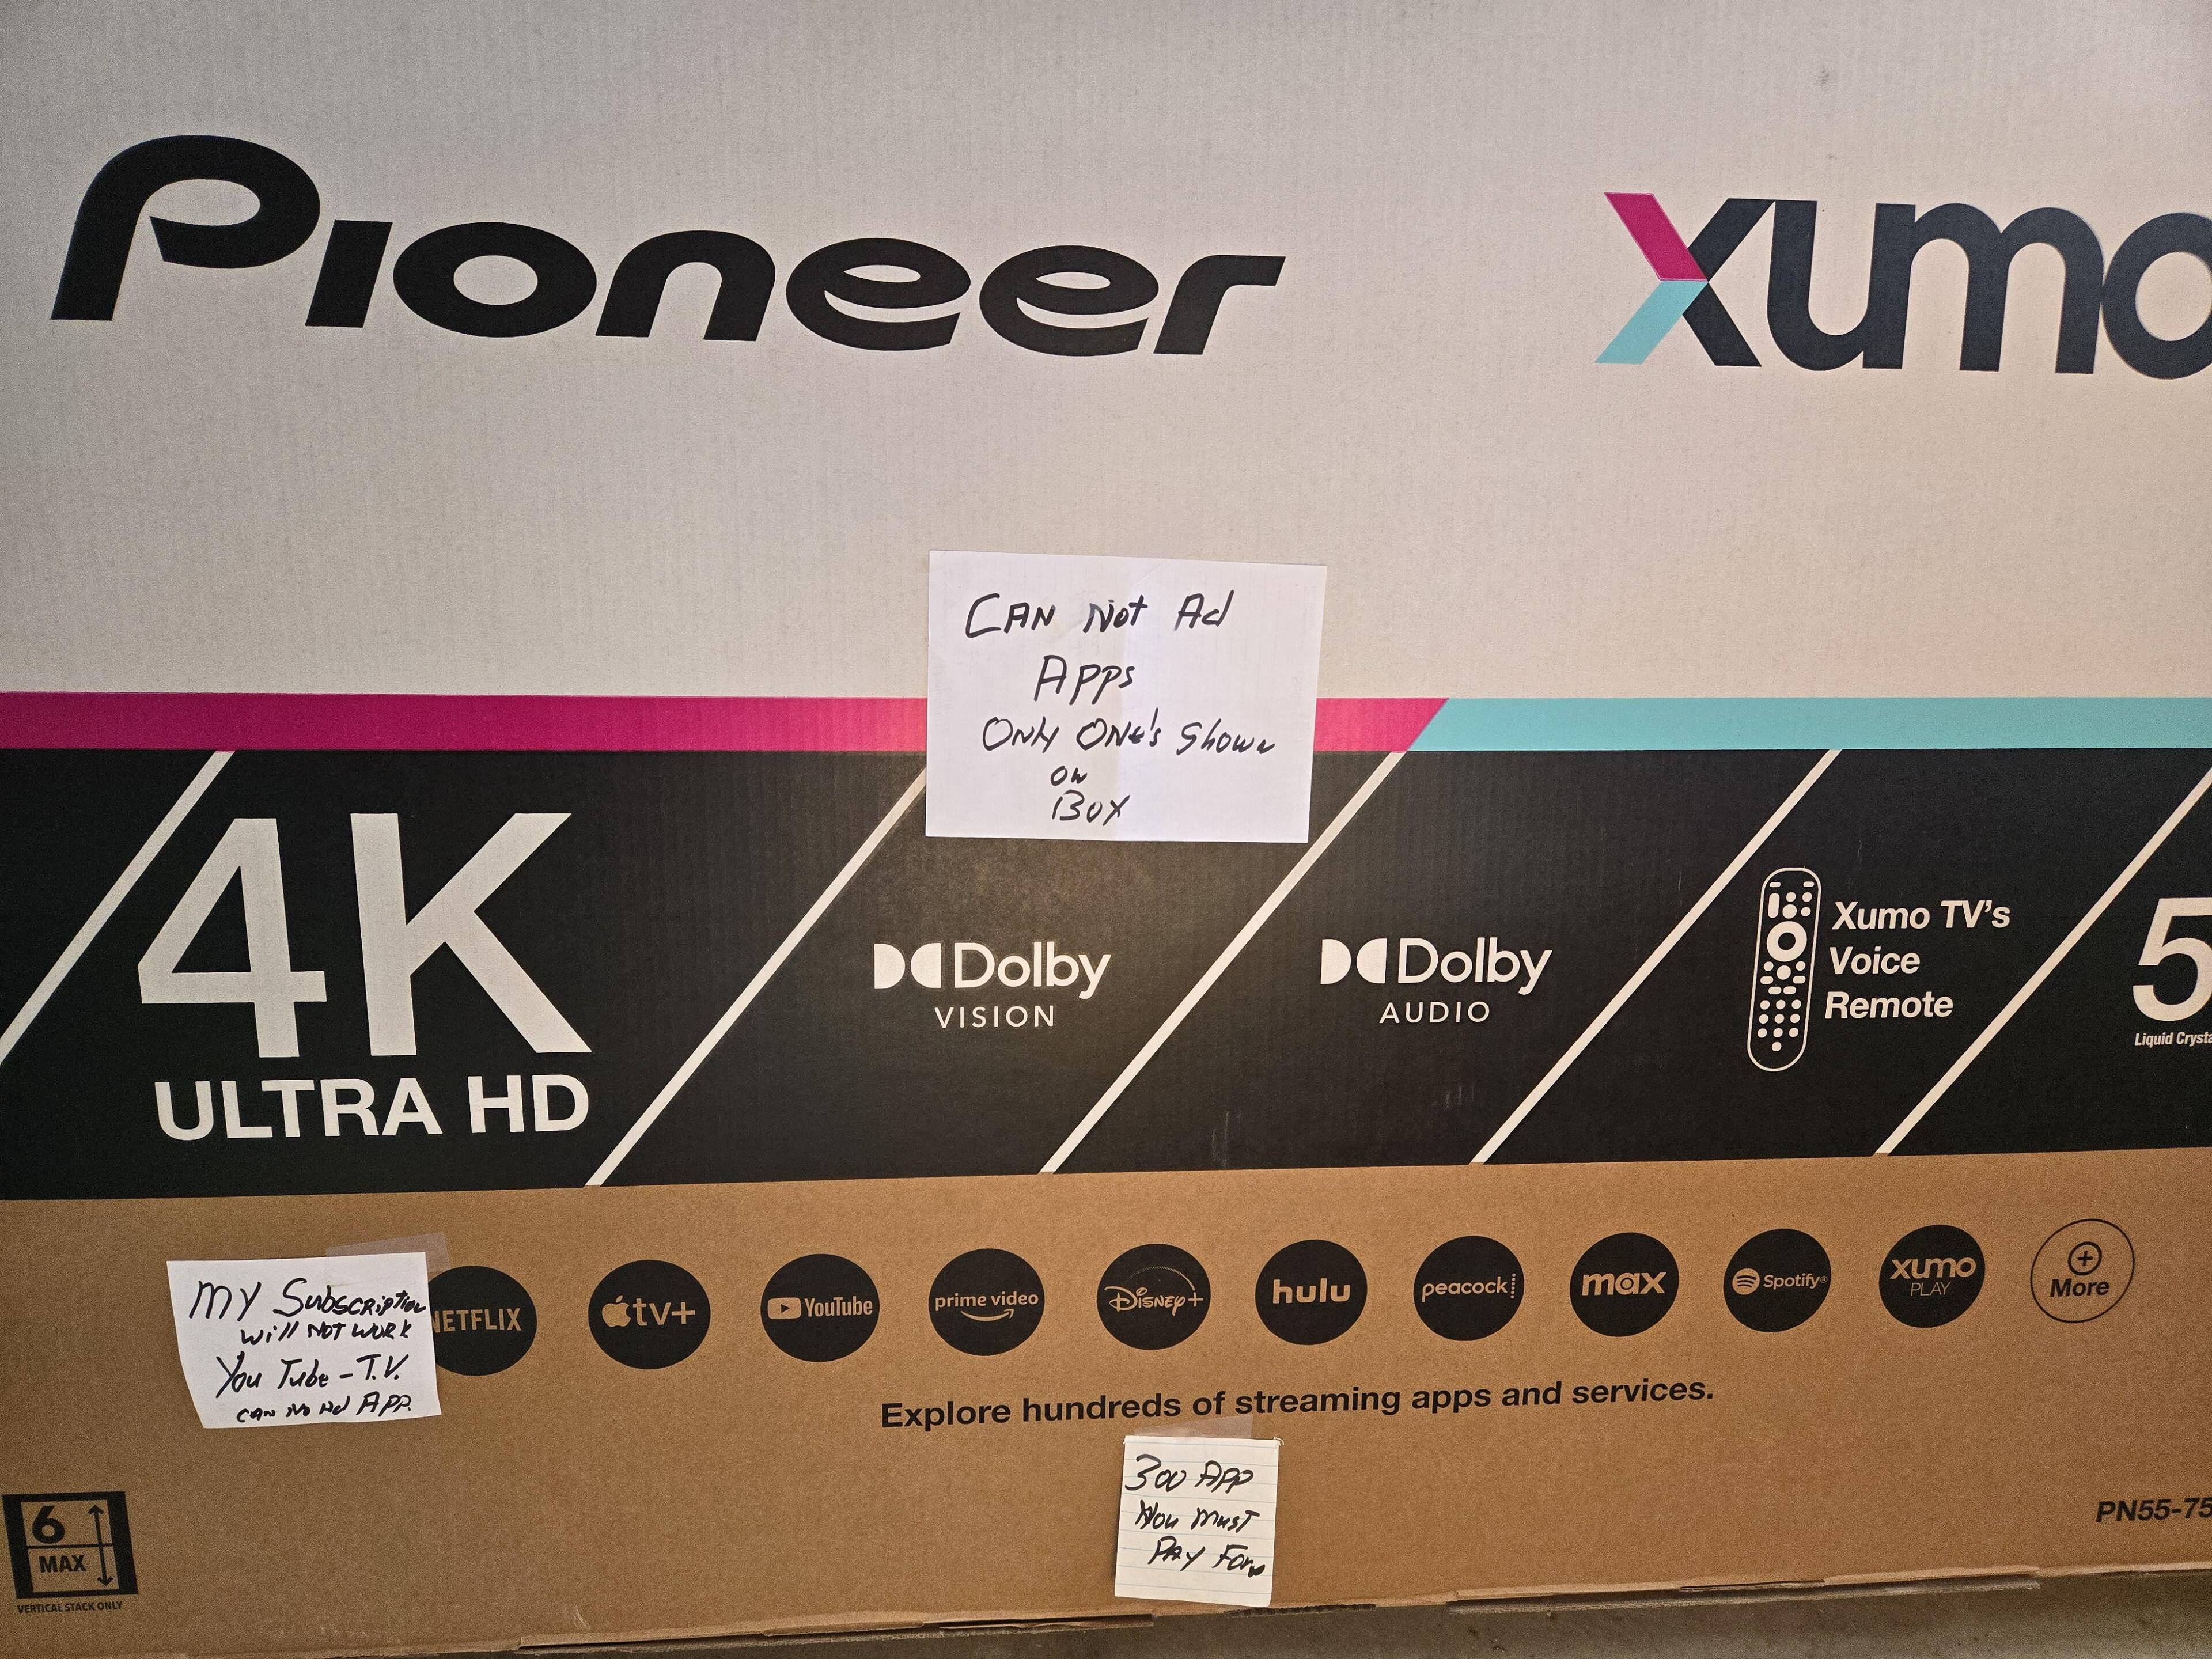 Pioneer
xumo
CAN Not Ad
Apps
ONly ONe's Shown
ON
BOX
4K
ULTRA HD
Dolby
VISION
Dolby
AUDIO
Xumo TV's
Voice
Remote
5
Liquid Crysta
My Subscription
will NOT WORK
You Tube - T.V.
CAN No Ad APP.
NETFLIX
tv+
YouTube
prime video
Disney+
hulu
peacock
max
Spotify®
xumo
PLAY
+
More
Explore hundreds of streaming apps and services.
300 APP
You Must
PAY For
6
MAX
VERTICAL STACK ONLY
PN55-75